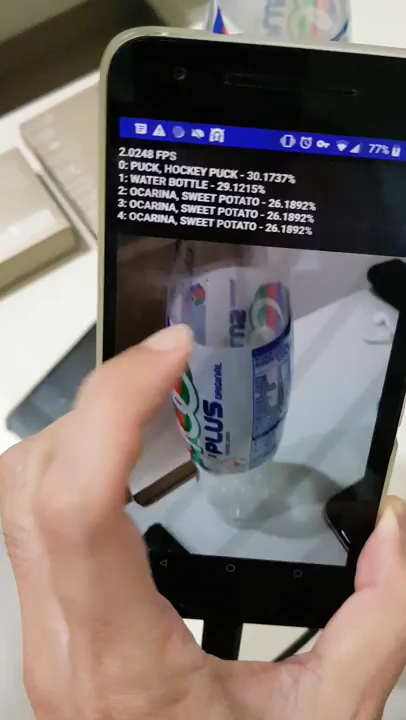 77%
2.0248 FPS
0: PUCK, HOCKEY PUCK - 30.1737%
1: WATER BOTTLE - 29.1215%
2: OCARINA, SWEET POTATO - 26.1892%
3: OCARINA, SWEET POTATO - 26.1892%
4: OCARINA, SWEET POTATO - 26.1892%
PLUS
ORIGINAL